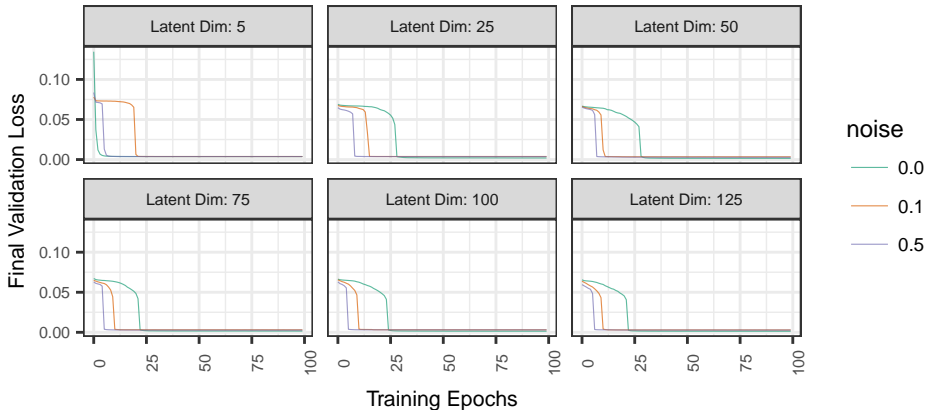 Latent Dim: 5 Latent Dim: 25 Latent Dim: 50
0.10
0.05
0.00
Latent Dim: 75 Latent Dim: 100 Latent Dim: 125
0.10
0.05
0.00
0 25 50 75 100 0 25 50 75 100 0 25 50 75 100
Training Epochs
Final Validation Loss
noise
0.0
0.1
0.5